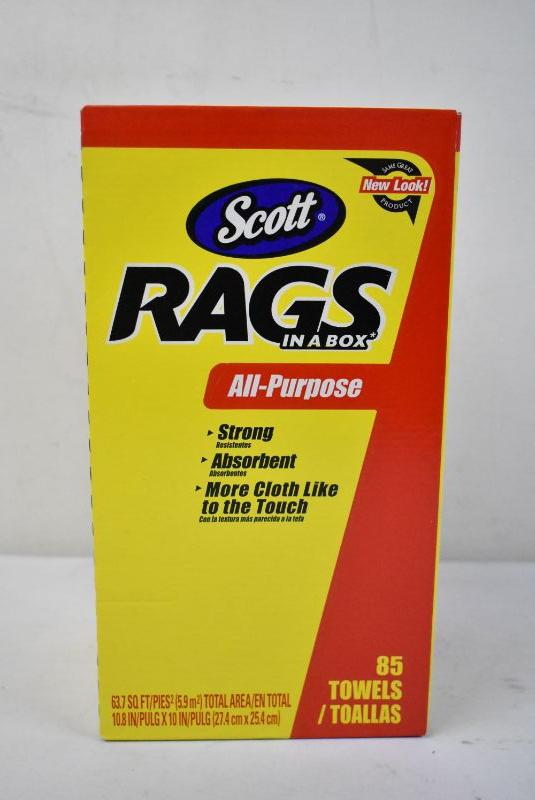 SAME GREAT
New Look!
PRODUCT
Scott®
RAGS
IN A BOX*
All-Purpose
Strong
Resistentes
Absorbent
Absorbentes
More Cloth Like
to the Touch
Con la textura más parecida a la tela
85
TOWELS
/ TOALLAS
63.7 SQ FT/PIES² (5.9 m²) TOTAL AREA/EN TOTAL
10.8 IN/PULG X 10 IN/PULG (27.4 cm x 25.4 cm)